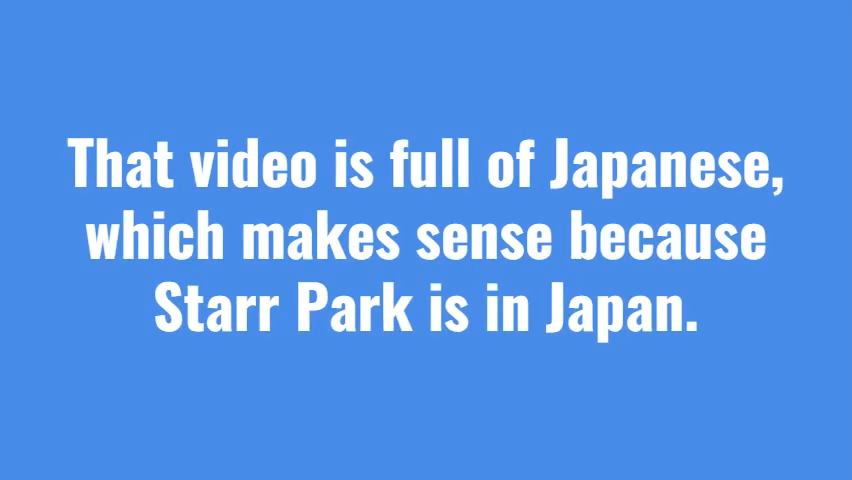 That video is full of Japanese,
which makes sense because
Starr Park is in Japan.